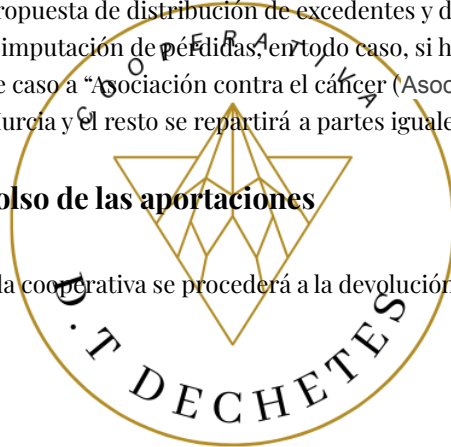 ropuesta de distribución de excedentes y d
imputación de pérdidas, en todo caso, si h
e caso a “Asociación contra el cáncer (Asoc
Murcia y el resto se repartirá a partes iguale
olso de las aportaciones
la cooperativa se procederá a la devolución
COOPERATIVA
D.T DECHETES